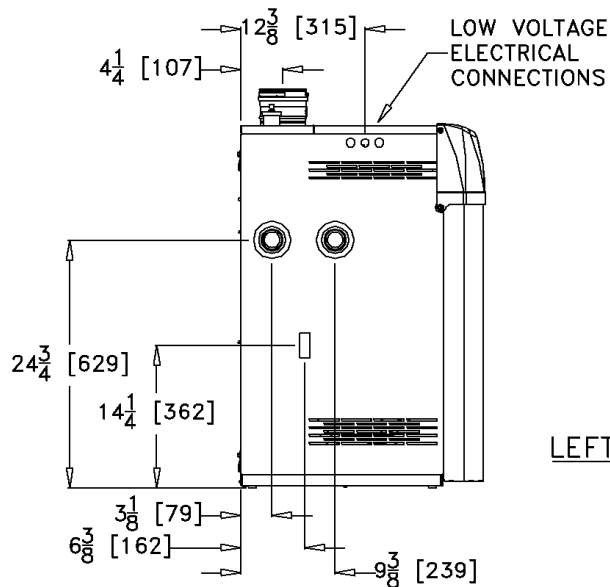 12 3/8 [315]
LOW VOLTAGE
ELECTRICAL
CONNECTIONS
4 1/4 [107]
24 3/4 [629]
14 1/4 [362]
LEFT
3 1/8 [79]
6 3/8 [162]
9 3/8 [239]